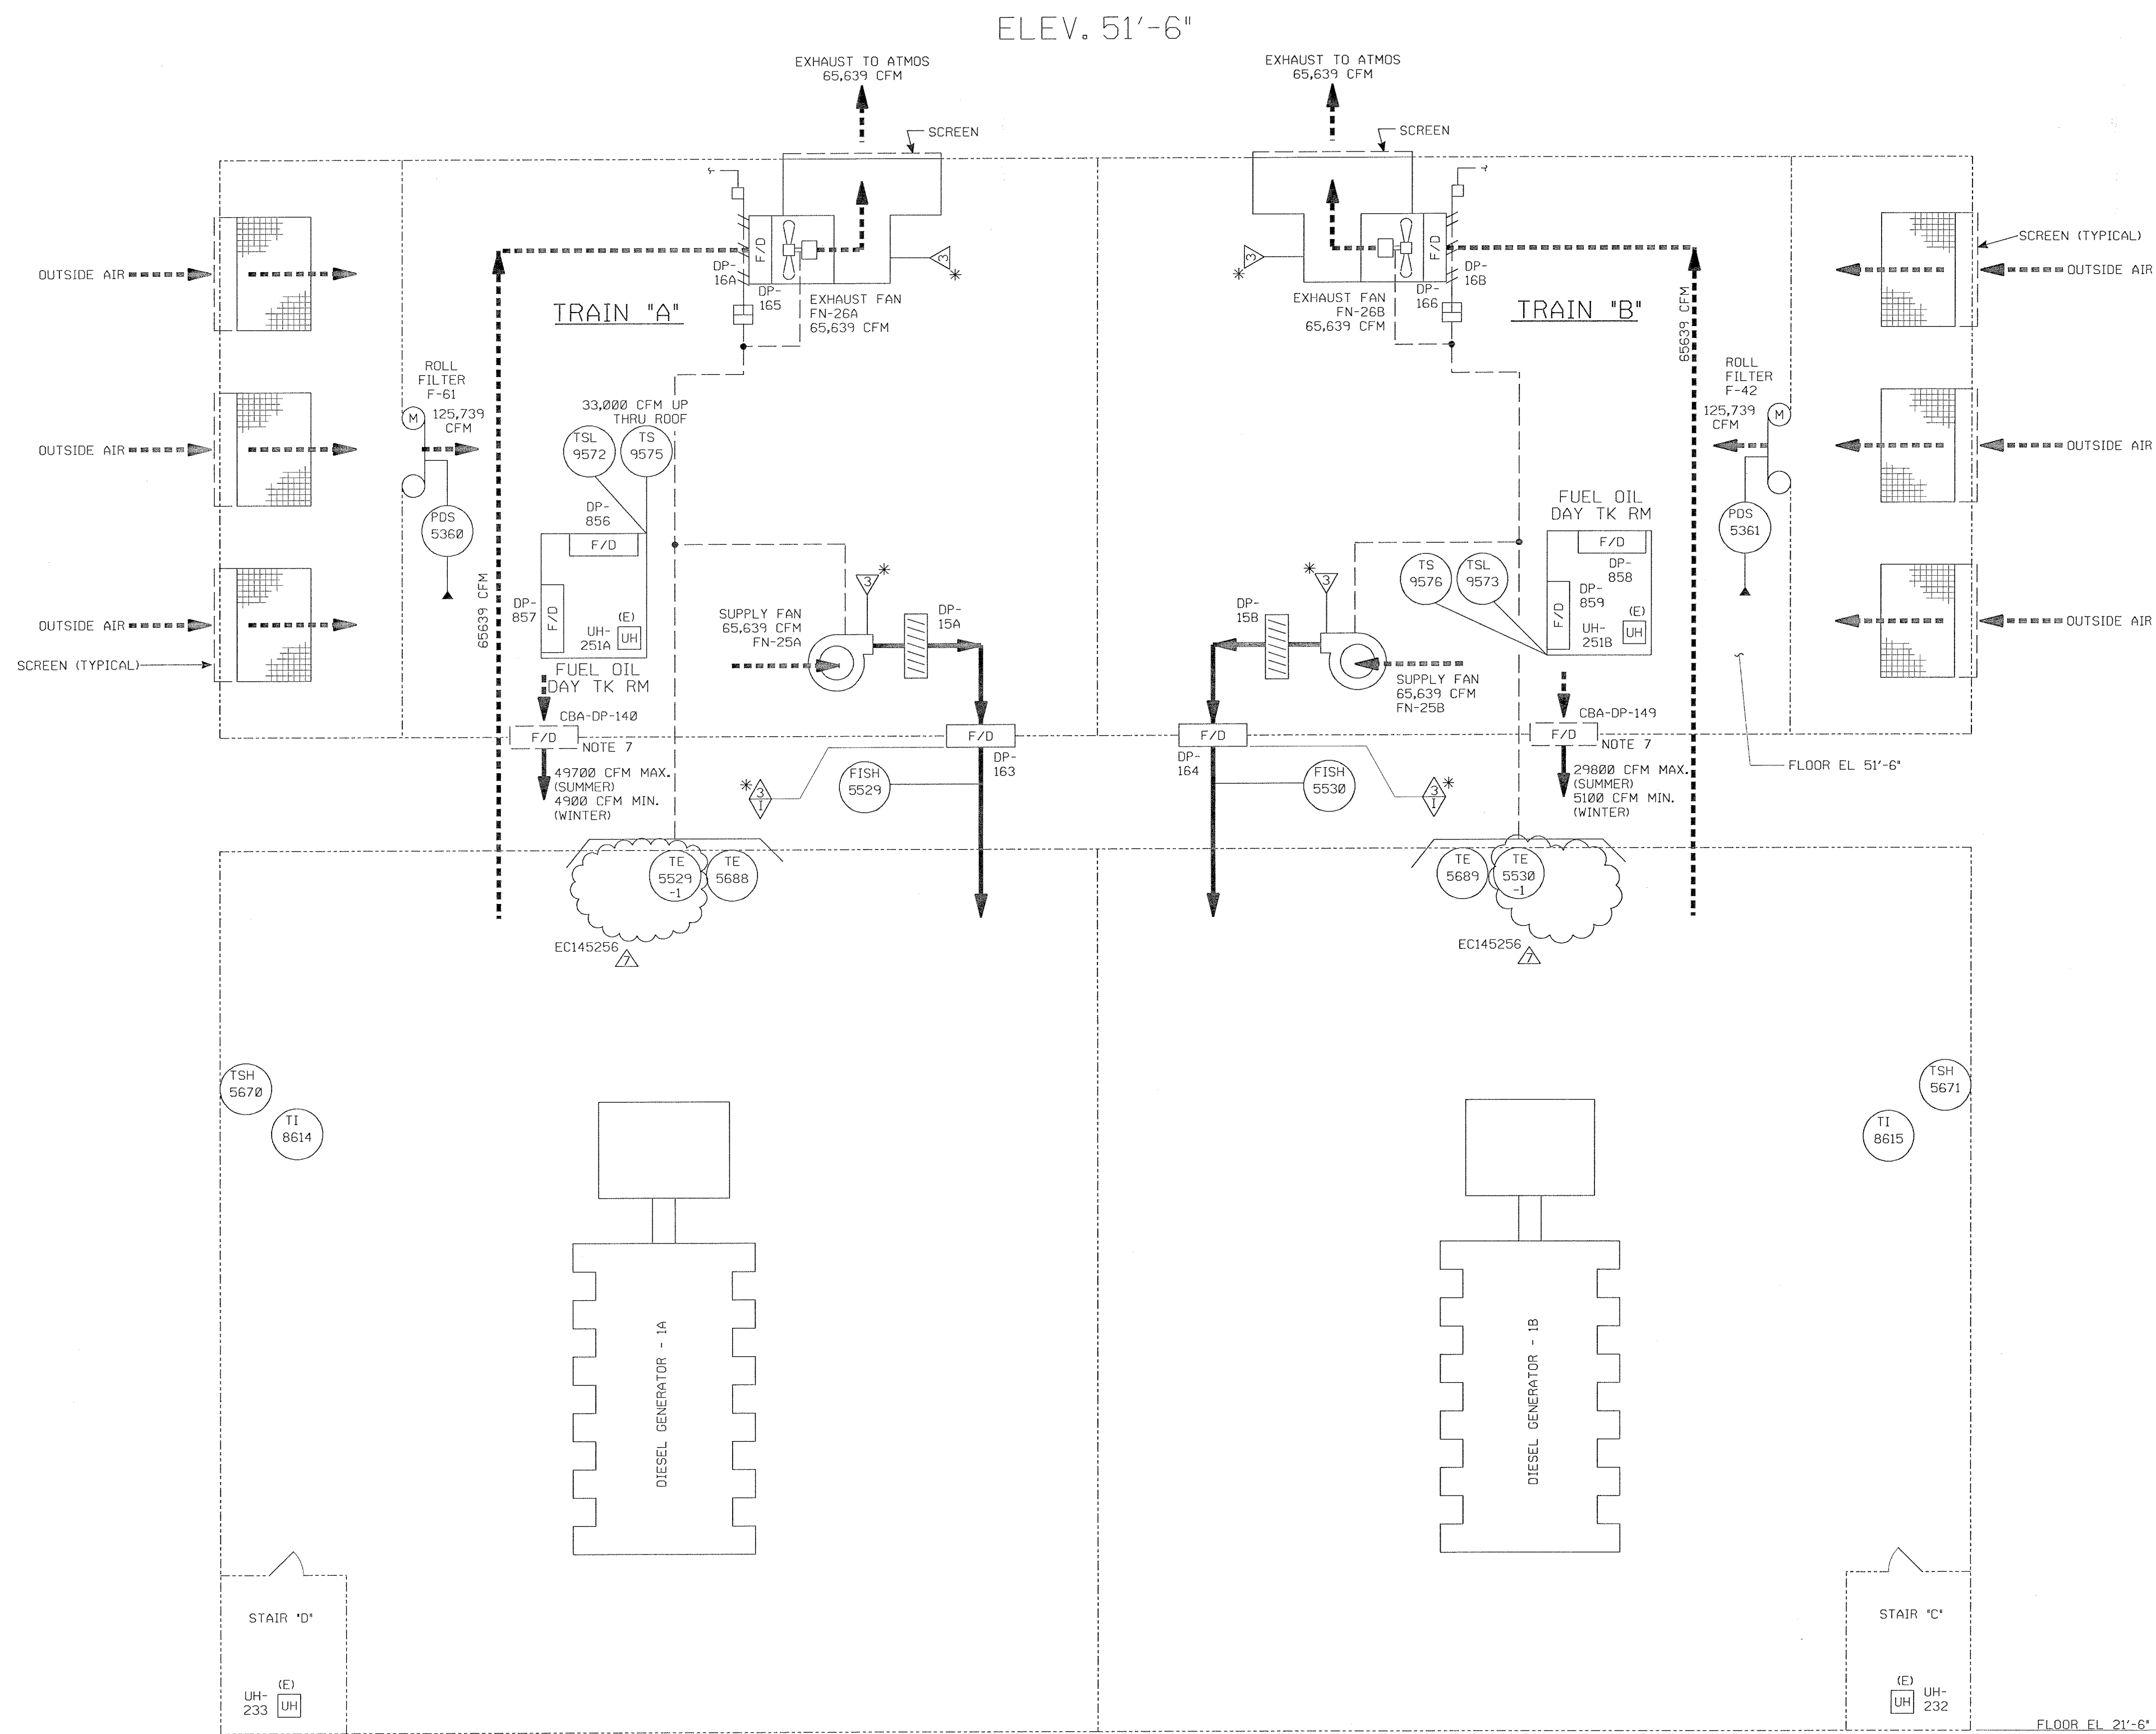 ELEV. 51'-6"
EXHAUST TO ATMOS
65,639 CFM
EXHAUST TO ATMOS
65,639 CFM
SCREEN
SCREEN
OUTSIDE AIR
F/D
DP-
16A
DP-
165
EXHAUST FAN
FN-26A
65,639 CFM
3
*
TRAIN "A"
3
*
EXHAUST FAN
FN-26B
65,639 CFM
DP-
166
F/D
DP-
16B
TRAIN "B"
65639 CFM
SCREEN (TYPICAL)
OUTSIDE AIR
ROLL
FILTER
F-61
M
125,739
CFM
OUTSIDE AIR
PDS
5360
33,000 CFM UP
THRU ROOF
TSL
9572
TS
9575
ROLL
FILTER
F-42
125,739
CFM
M
OUTSIDE AIR
PDS
5361
DP-
856
F/D
DP-
857
F/D
UH-
251A
(E)
UH
FUEL OIL
DAY TK RM
65639 CFM
OUTSIDE AIR
SCREEN (TYPICAL)
SUPPLY FAN
65,639 CFM
FN-25A
3
*
DP-
15A
DP-
15B
*
3
SUPPLY FAN
65,639 CFM
FN-25B
TS
9576
TSL
9573
FUEL OIL
DAY TK RM
F/D
DP-
858
F/D
DP-
859
UH-
251B
(E)
UH
OUTSIDE AIR
CBA-DP-140
F/D
NOTE 7
49700 CFM MAX.
(SUMMER)
4900 CFM MIN.
(WINTER)
*
3
I
FISH
5529
F/D
DP-
163
F/D
DP-
164
FISH
5530
3
I
*
CBA-DP-149
F/D
NOTE 7
29800 CFM MAX.
(SUMMER)
5100 CFM MIN.
(WINTER)
FLOOR EL 51'-6"
TE
5529
-1
TE
5688
EC145256
7
TE
5689
TE
5530
-1
EC145256
7
TSH
5670
TI
8614
TSH
5671
TI
8615
DIESEL GENERATOR - 1A
DIESEL GENERATOR - 1B
STAIR "D"
UH-
233
(E)
UH
STAIR "C"
(E)
UH
UH-
232
FLOOR EL 21'-6"